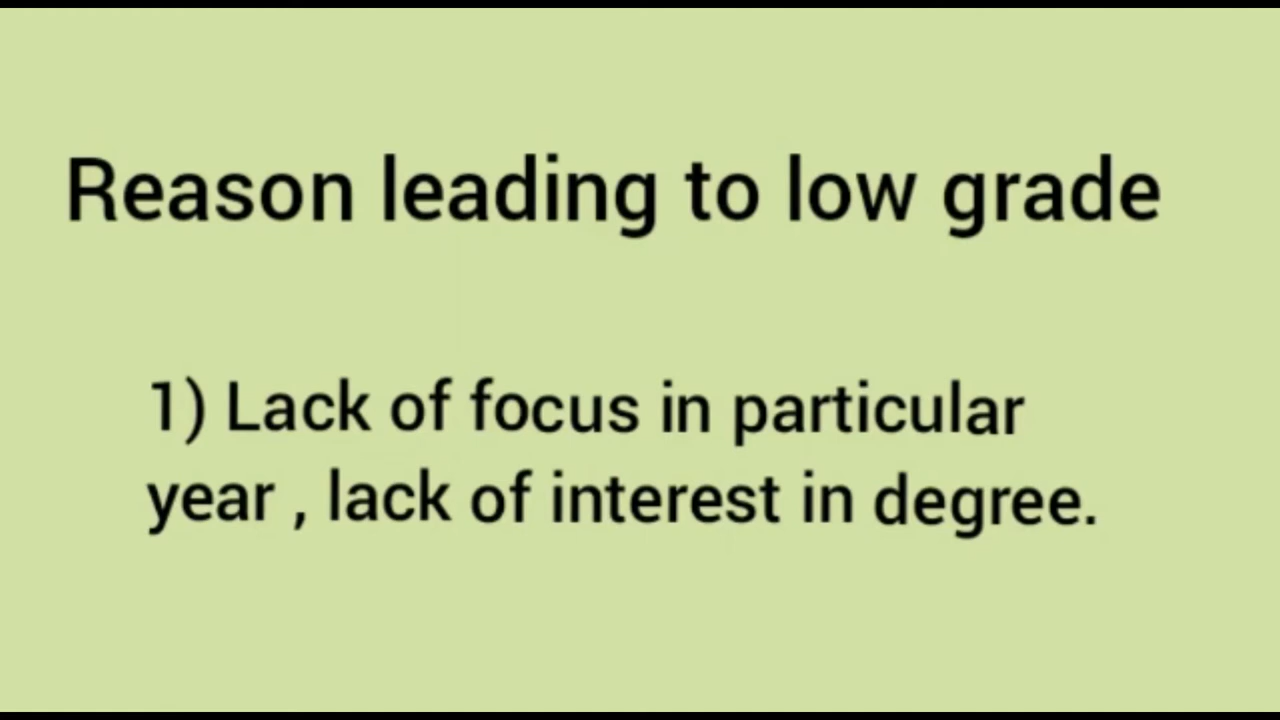 Reason leading to low grade
1) Lack of focus in particular
year , lack of interest in degree.